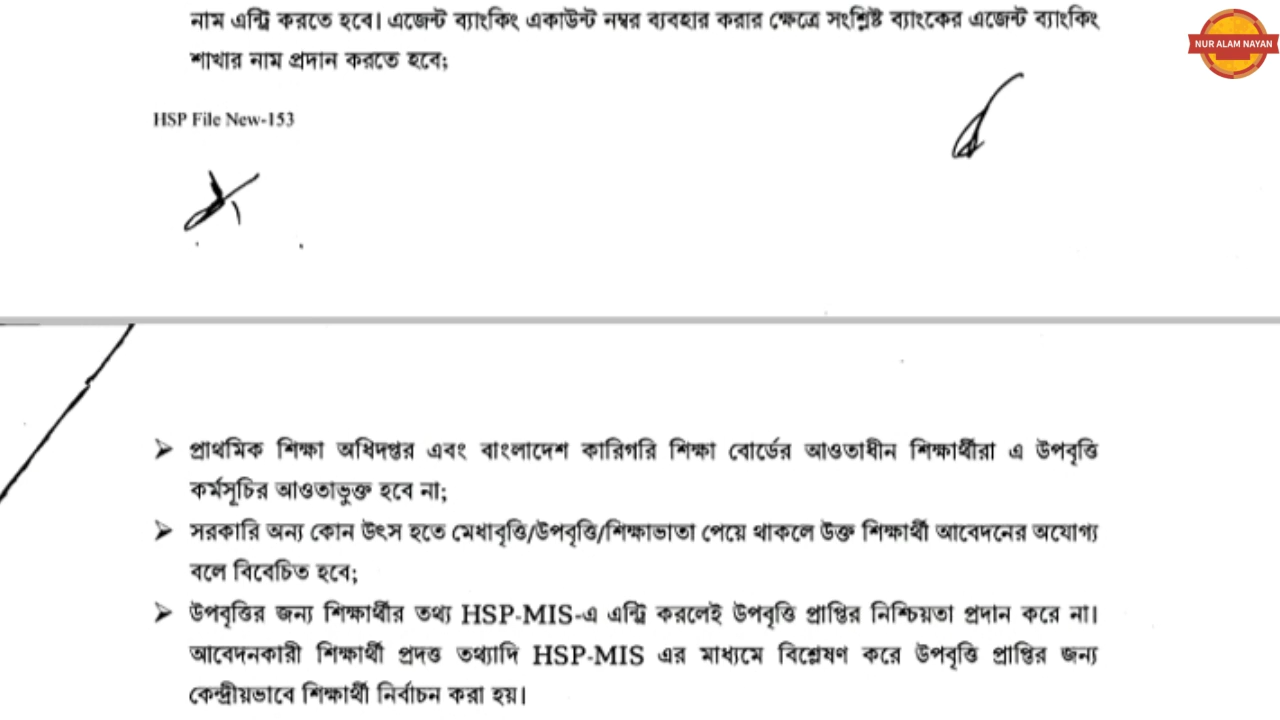 নাম এন্ট্রি করতে হবে। এজেন্ট ব্যাংকিং একাউন্ট নম্বর ব্যবহার করার ক্ষেত্রে সংশ্লিষ্ট ব্যাংকের এজেন্ট ব্যাংকিং
শাখার নাম প্রদান করতে হবে;
NUR ALAM NAYAN
HSP File New-153
➢ প্রাথমিক শিক্ষা অধিদপ্তর এবং বাংলাদেশ কারিগরি শিক্ষা বোর্ডের আওতাধীন শিক্ষার্থীরা এ উপবৃত্তি
কর্মসূচির আওতাভুক্ত হবে না;
➢ সরকারি অন্য কোন উৎস হতে মেধাবৃত্তি/উপবৃত্তি/শিক্ষাভাতা পেয়ে থাকলে উক্ত শিক্ষার্থী আবেদনের অযোগ্য
বলে বিবেচিত হবে;
➢ উপবৃত্তির জন্য শিক্ষার্থীর তথ্য HSP-MIS-এ এন্ট্রি করলেই উপবৃত্তি প্রাপ্তির নিশ্চিয়তা প্রদান করে না।
আবেদনকারী শিক্ষার্থী প্রদত্ত তথ্যাদি HSP-MIS এর মাধ্যমে বিশ্লেষণ করে উপবৃত্তি প্রাপ্তির জন্য
কেন্দ্রীয়ভাবে শিক্ষার্থী নির্বাচন করা হয়।